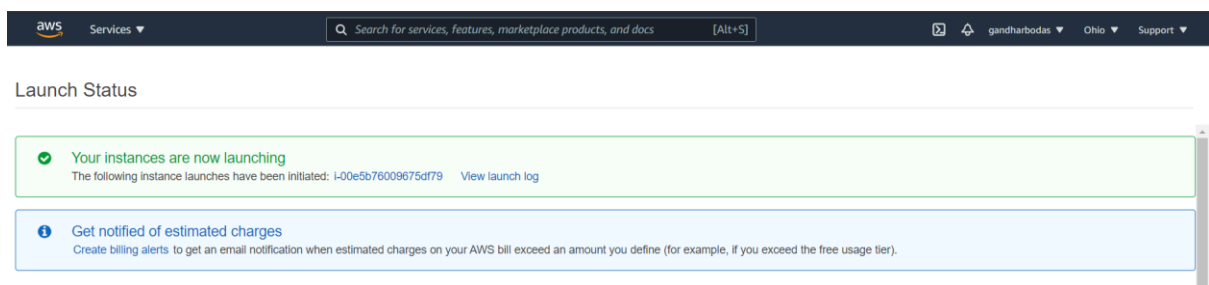 aws Services ▼ Search for services, features, marketplace products, and docs [Alt+S] gandharbodas ▼ Ohio ▼ Support ▼
Launch Status
Your instances are now launching
The following instance launches have been initiated: i-00e5b76009675df79 View launch log
Get notified of estimated charges
Create billing alerts to get an email notification when estimated charges on your AWS bill exceed an amount you define (for example, if you exceed the free usage tier).